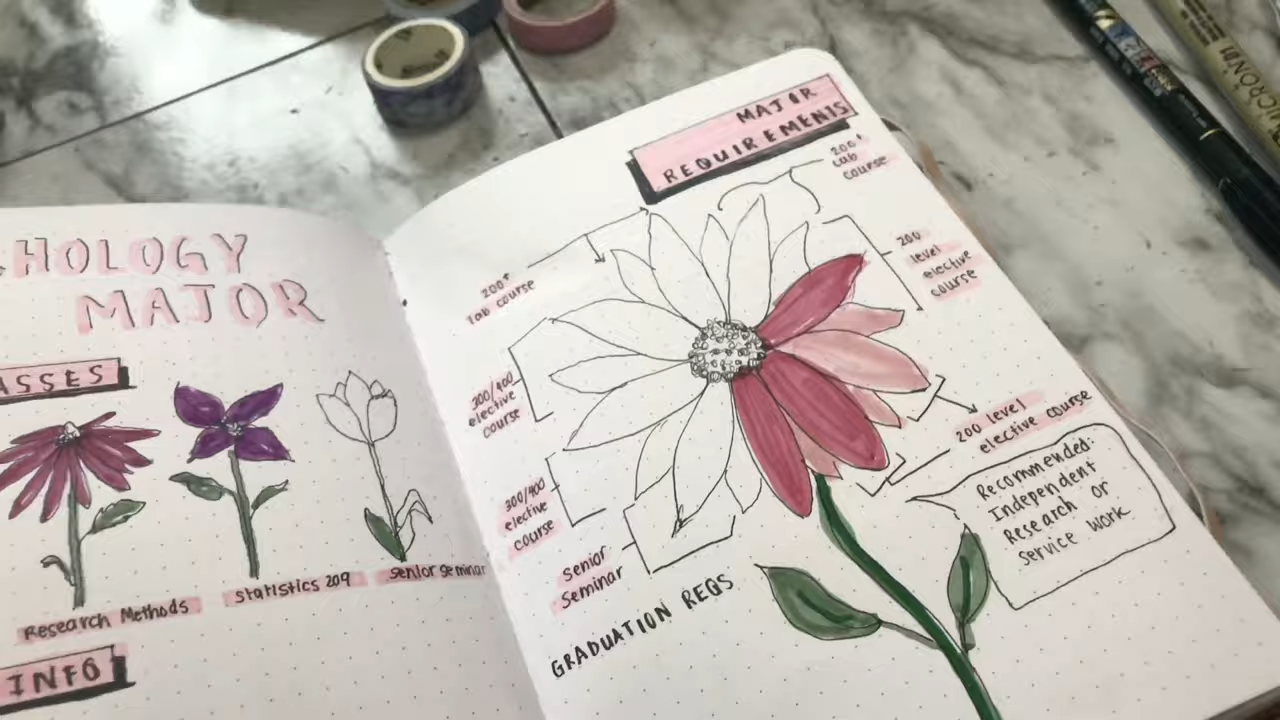 HOLOGY
MAJOR
ASSES
Research Methods
Statistics 209
senior seminar
INFO
MAJOR
REQUIREMENTS
200+
Lab
course
200+
lab course
200
level
elective
course
300/400
elective
course
200 level
elective course
300/400
elective
course
Recommended:
Independent
Research or
service work
senior
Seminar
GRADUATION REQS
MICRON